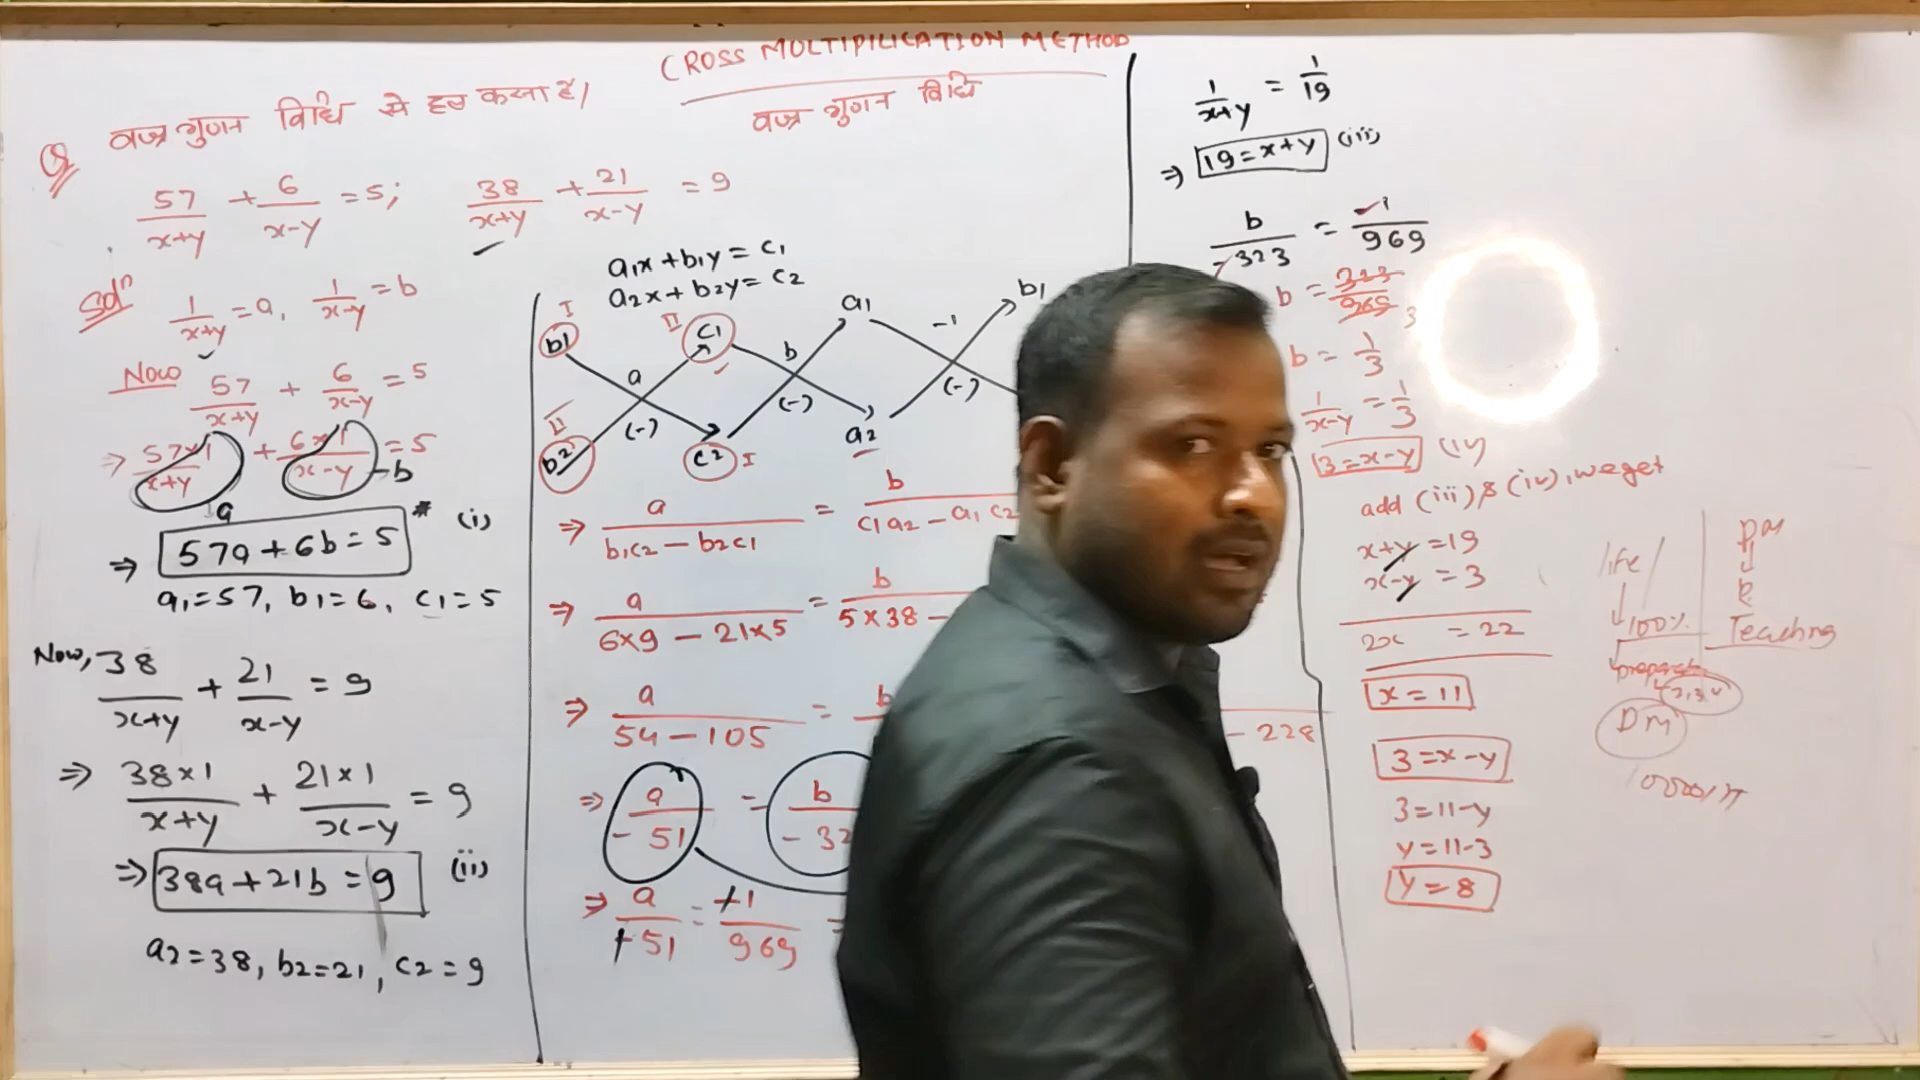 CROSS MULTIPILICATION METHOD
वज्र गुणन विधि
Q वज्र गुणन विधि से हल करना है।
57/x+y + 6/x-y = 5; 38/x+y + 21/x-y = 9
Solⁿ 1/x+y = a, 1/x-y = b
Now 57/x+y + 6/x-y = 5
⇒ 57×1/x+y + 6×1/x-y = 5
a b
⇒ 57a + 6b = 5 * (i)
a1=57, b1=6, c1=5
Now, 38/x+y + 21/x-y = 9
⇒ 38×1/x+y + 21×1/x-y = 9
⇒ 38a + 21b = 9 (ii)
a2=38, b2=21, c2=9
a1x + b1y = c1
a2x + b2y = c2
I II
b1 c1 a1 b1
a b -1
(-) (-) (-)
II
b2 c2 I a2
⇒ a/b1c2 - b2c1 = b/c1a2 - a1c2
⇒ a/6×9 - 21×5 = b/5×38 -
⇒ a/54 - 105 = b
- 228
⇒ a/-51 = b/-32
⇒ a/-51 = -1/969 =
1/x+y = 1/19
⇒ 19 = x+y (iii)
b/-323 = -1/969
b = 323/969 3
b = 1/3
1/x-y = 1/3
3 = x-y (iv)
add (iii) & (iv), we get
x+y = 19
x-y = 3
2x = 22
x = 11
3 = x-y
3 = 11-y
y = 11-3
y = 8
life
100%
DM
Teaching